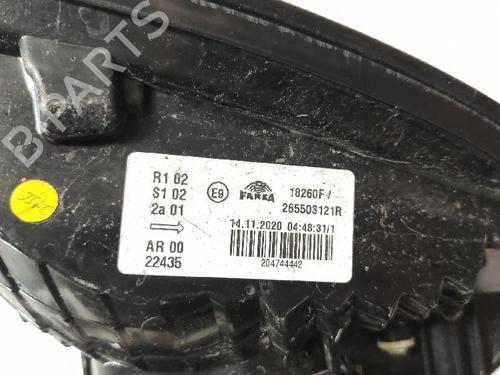 B-PARTS
R1 02
S1 02
2a 01
AR 00
22435
E9
FARBA
18260F /
265503121R
14.11.2020 04:48:31/1
204744442